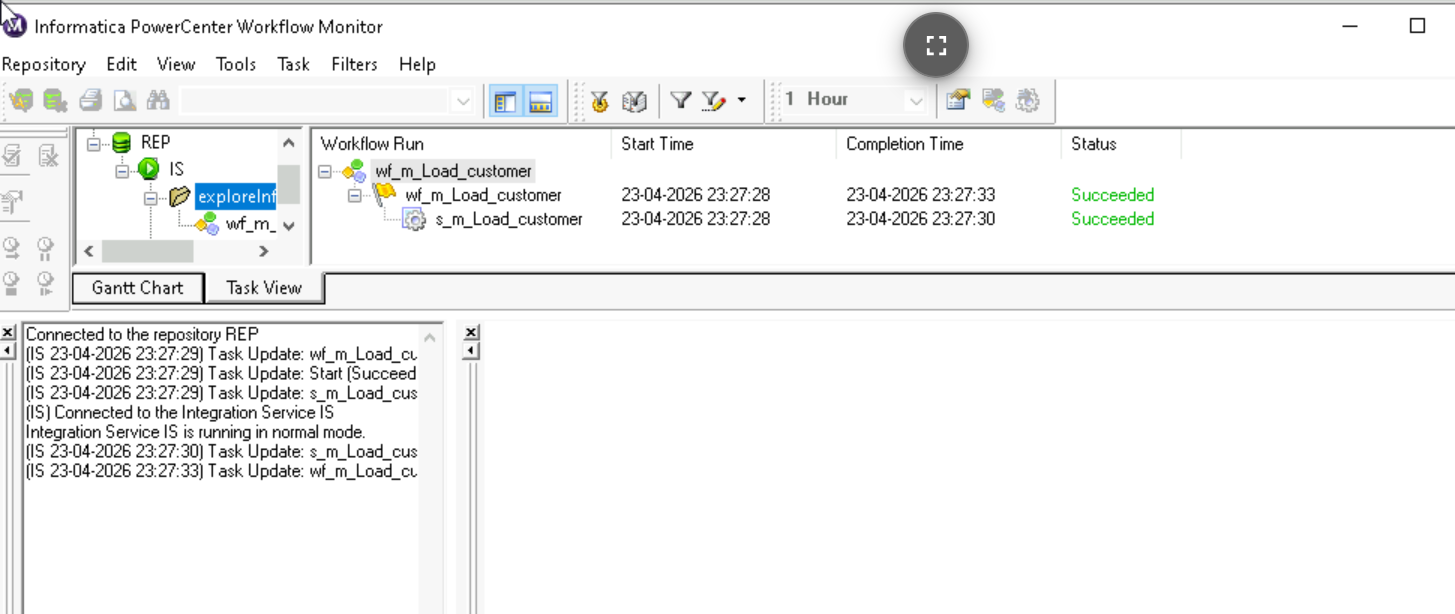 Informatica PowerCenter Workflow Monitor
Repository Edit View Tools Task Filters Help
1 Hour
REP
IS
exploreInf
wf_m_
Workflow Run Start Time Completion Time Status
wf_m_Load_customer
wf_m_Load_customer 23-04-2026 23:27:28 23-04-2026 23:27:33 Succeeded
s_m_Load_customer 23-04-2026 23:27:28 23-04-2026 23:27:30 Succeeded
Gantt Chart Task View
Connected to the repository REP
(IS 23-04-2026 23:27:29) Task Update: wf_m_Load_cu
(IS 23-04-2026 23:27:29) Task Update: Start (Succeed
(IS 23-04-2026 23:27:29) Task Update: s_m_Load_cus
(IS) Connected to the Integration Service IS
Integration Service IS is running in normal mode.
(IS 23-04-2026 23:27:30) Task Update: s_m_Load_cus
(IS 23-04-2026 23:27:33) Task Update: wf_m_Load_cu